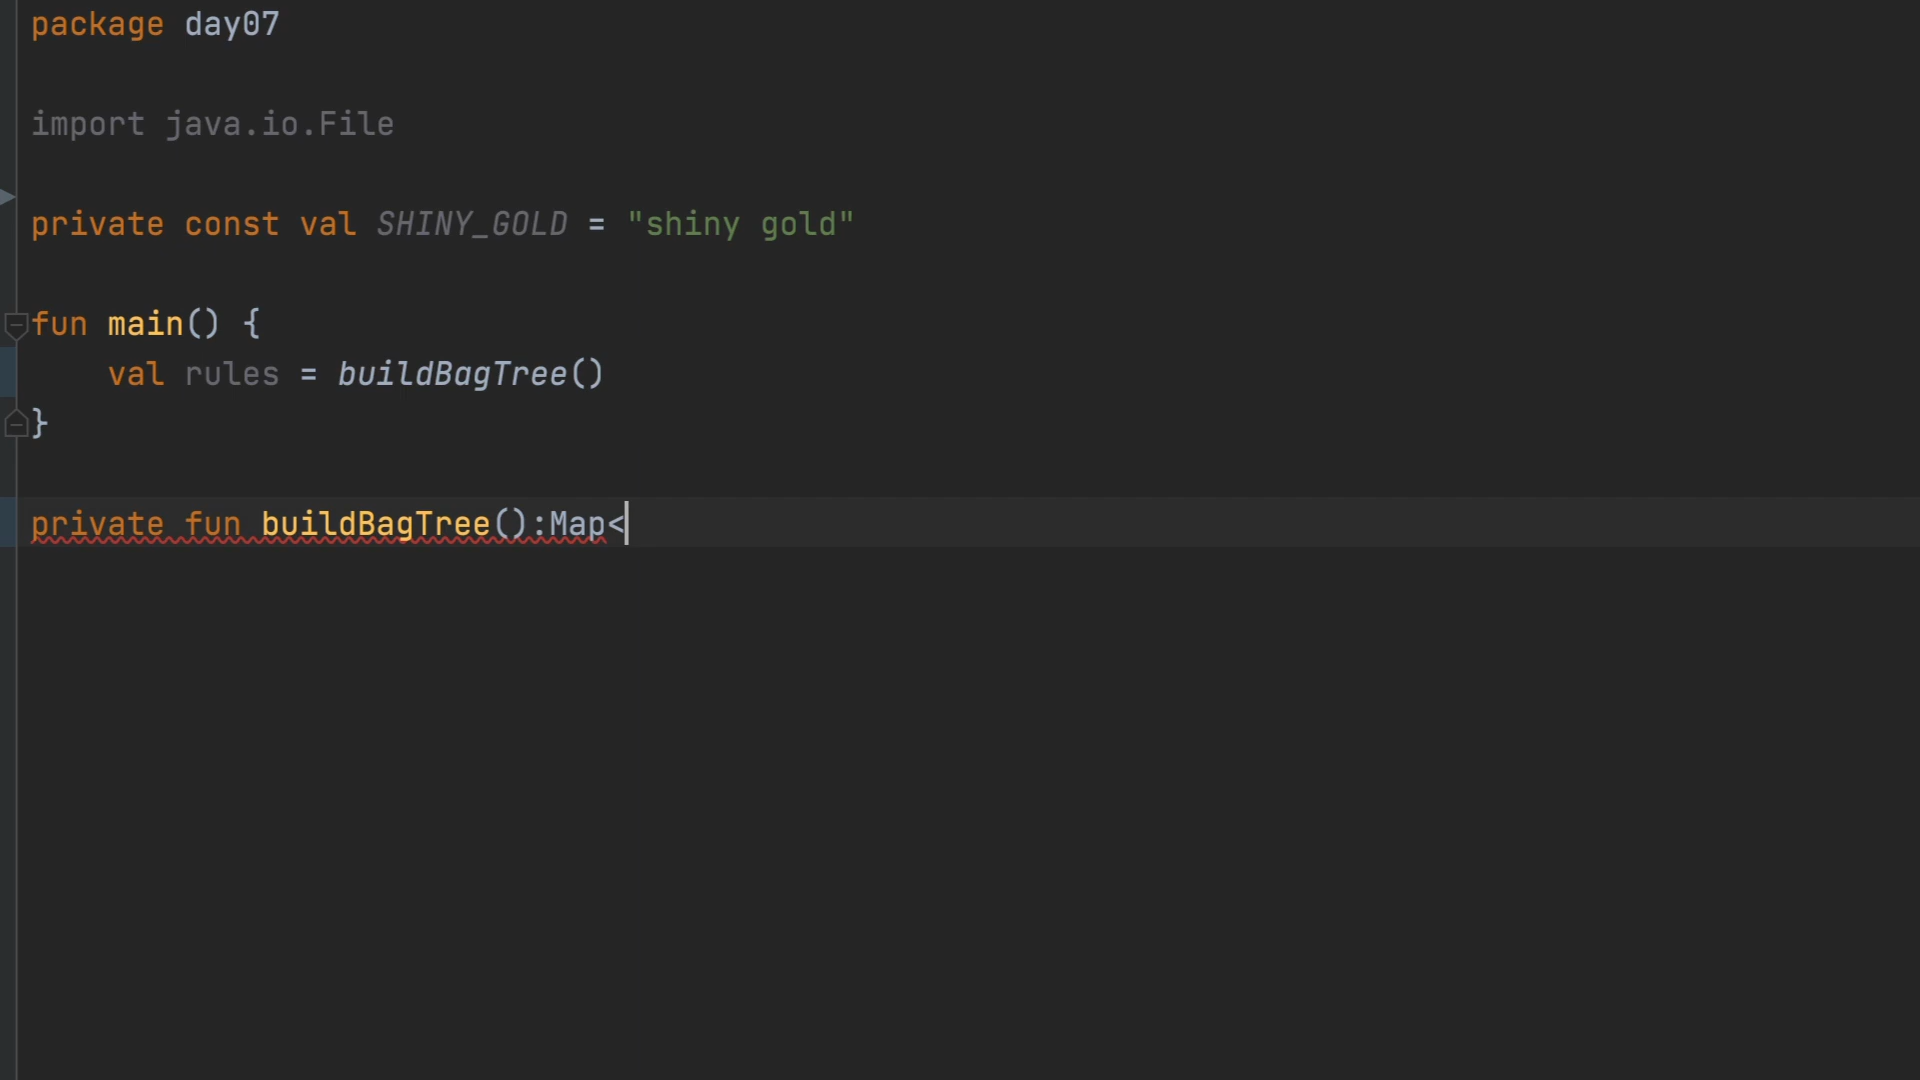 package day07
import java.io.File
private const val SHINY_GOLD = "shiny gold"
fun main() {
    val rules = buildBagTree()
}
private fun buildBagTree():Map<